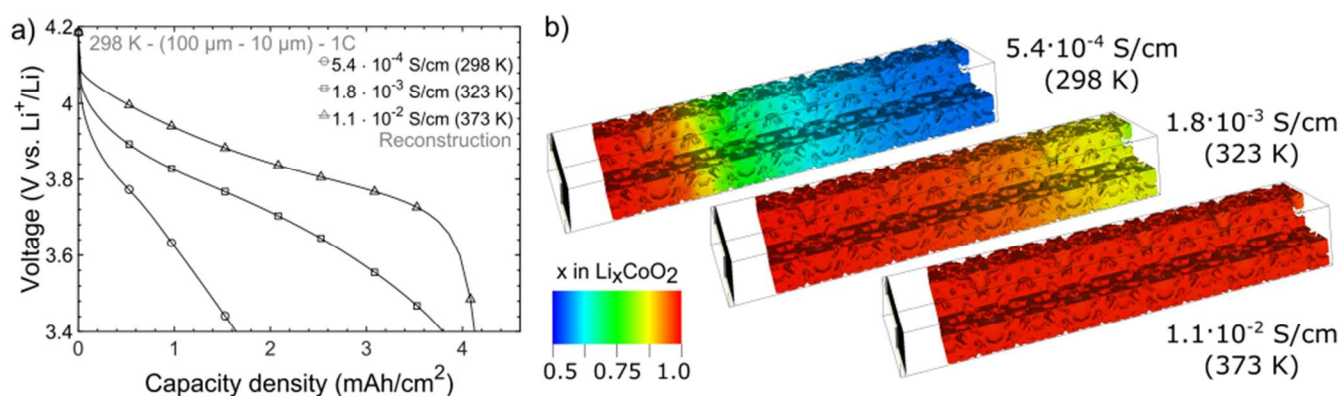 a)
298 K - (100 µm - 10 µm) - 1C
5.4 · 10⁻⁴ S/cm (298 K)
1.8 · 10⁻³ S/cm (323 K)
1.1 · 10⁻² S/cm (373 K)
Reconstruction
4.2
4
3.8
3.6
3.4
Voltage (V vs. Li⁺/Li)
0
1
2
3
4
Capacity density (mAh/cm²)
b)
5.4·10⁻⁴ S/cm
(298 K)
1.8·10⁻³ S/cm
(323 K)
1.1·10⁻² S/cm
(373 K)
x in LiₓCoO₂
0.5 0.75 1.0